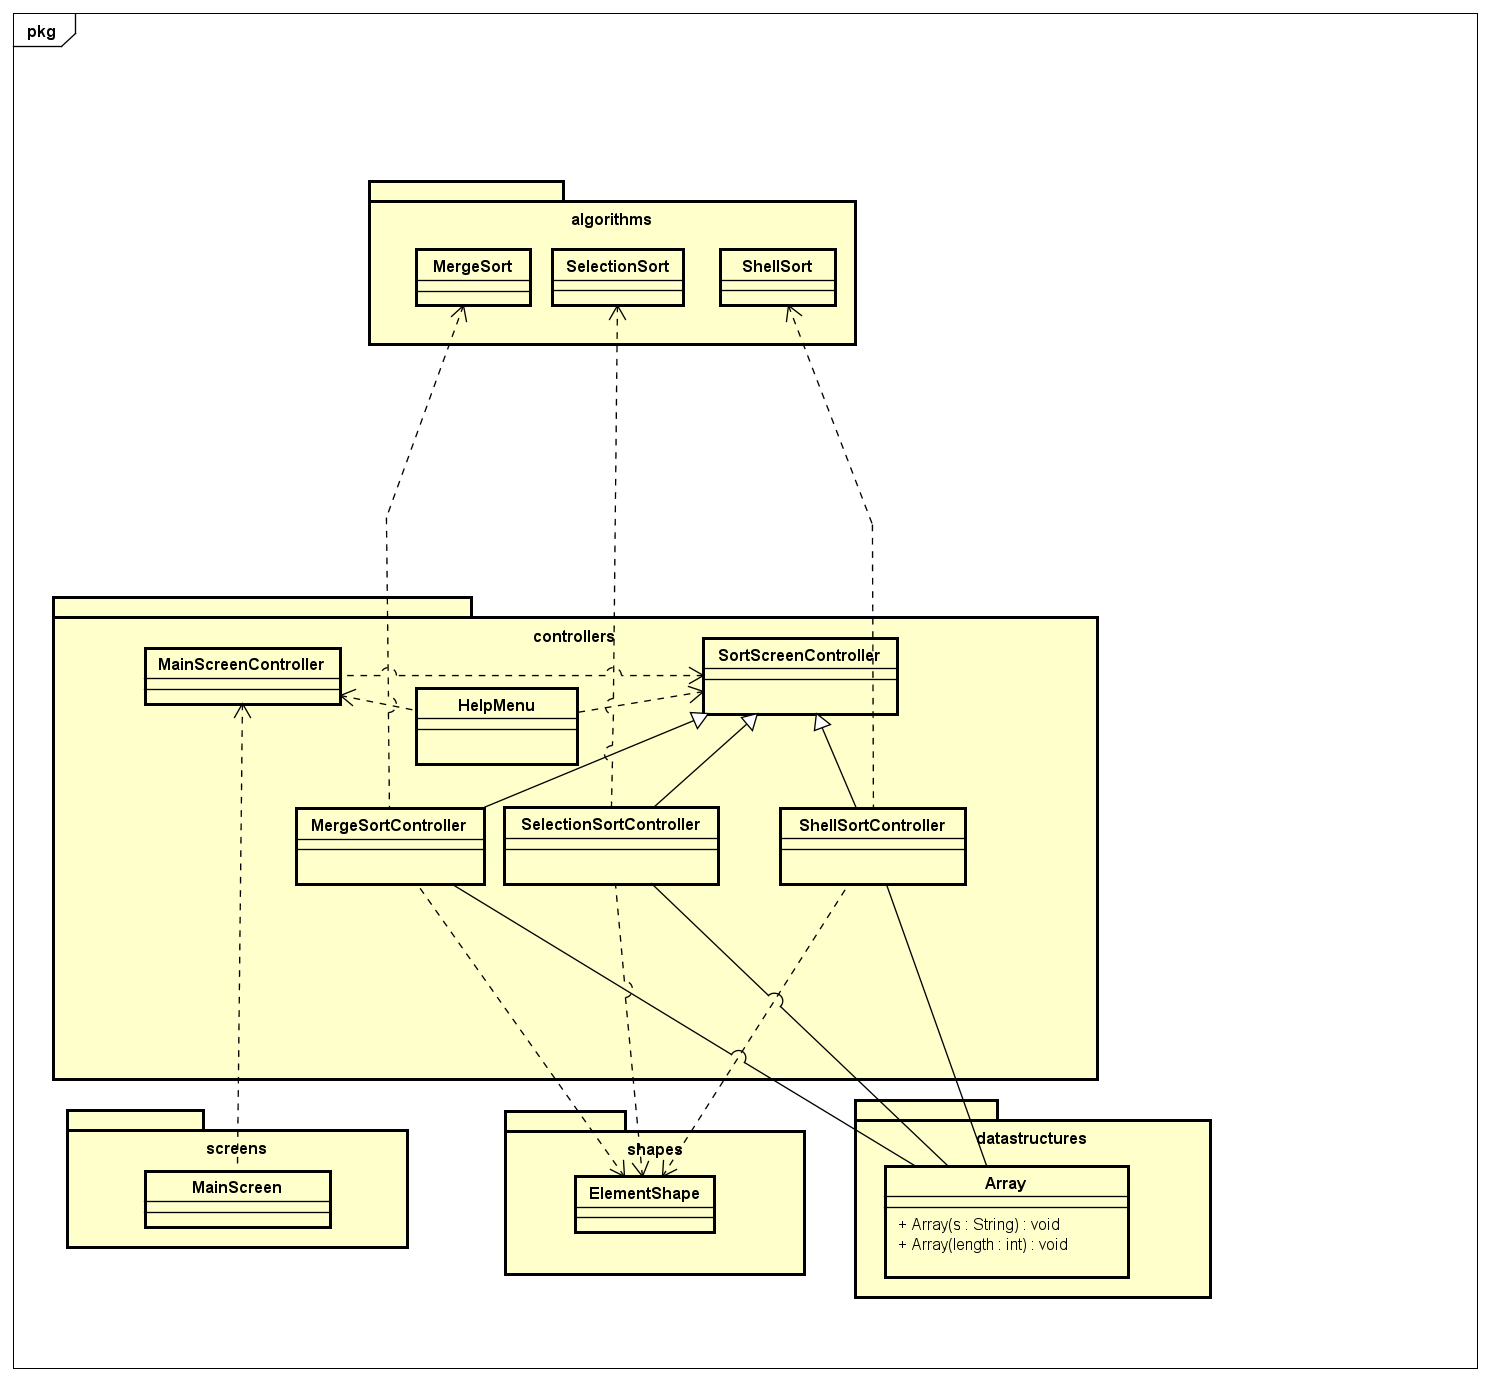 pkg
algorithms
MergeSort
SelectionSort
ShellSort
controllers
MainScreenController
SortScreenController
HelpMenu
MergeSortController
SelectionSortController
ShellSortController
screens
MainScreen
shapes
ElementShape
datastructures
Array
+ Array(s : String) : void
+ Array(length : int) : void